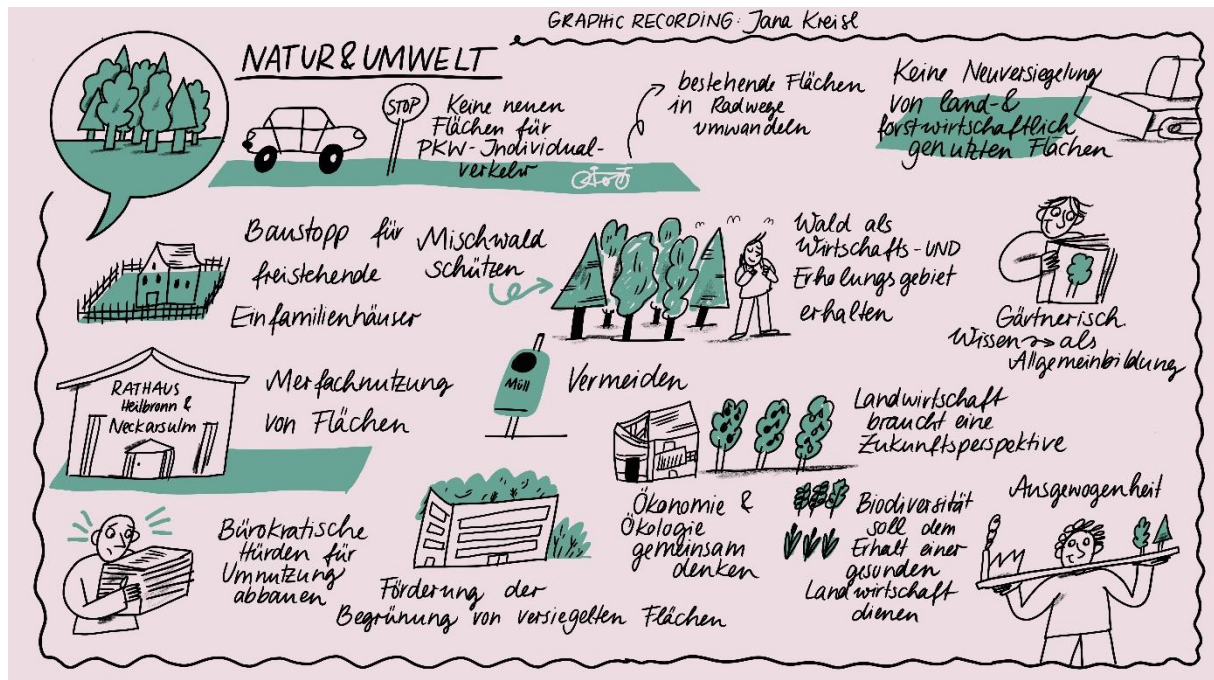 GRAPHIC RECORDING: Jana Kreisl
NATUR & UMWELT
STOP
Keine neuen
Flächen für
PKW-Individual-
verkehr
bestehende Flächen
in Radwege
umwandeln
Keine Neuversiegelung
von land-&
forstwirtschaftlich
genutzten Flächen
Baustopp für
freistehende
Einfamilienhäuser
Mischwald
schützen
Wald als
Wirtschafts-UND
Erholungsgebiet
erhalten
Gärtnerisch
Wissen als
Allgemeinbildung
RATHAUS
Heilbronn &
Neckarsulm
Merfachnutzung
von Flächen
Müll
Vermeiden
Landwirtschaft
braucht eine
Zukunftsperspektive
Bürokratische
Hürden für
Umnutzung
abbauen
Förderung der
Begrünung von versiegelten Flächen
Ökonomie &
Ökologie
gemeinsam
denken
Biodiversität
soll dem
Erhalt einer
gesunden
Landwirtschaft
dienen
Ausgewogenheit